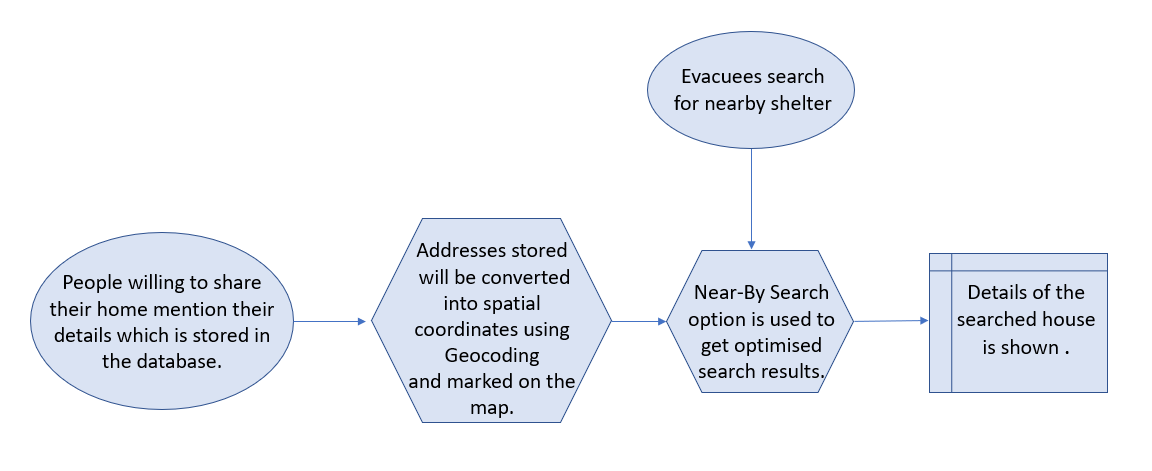 Evacuees search
for nearby shelter
People willing to share
their home mention their
details which is stored in
the database.
Addresses stored
will be converted
into spatial
coordinates using
Geocoding
and marked on the
map.
Near-By Search
option is used to
get optimised
search results.
Details of the
searched house
is shown .